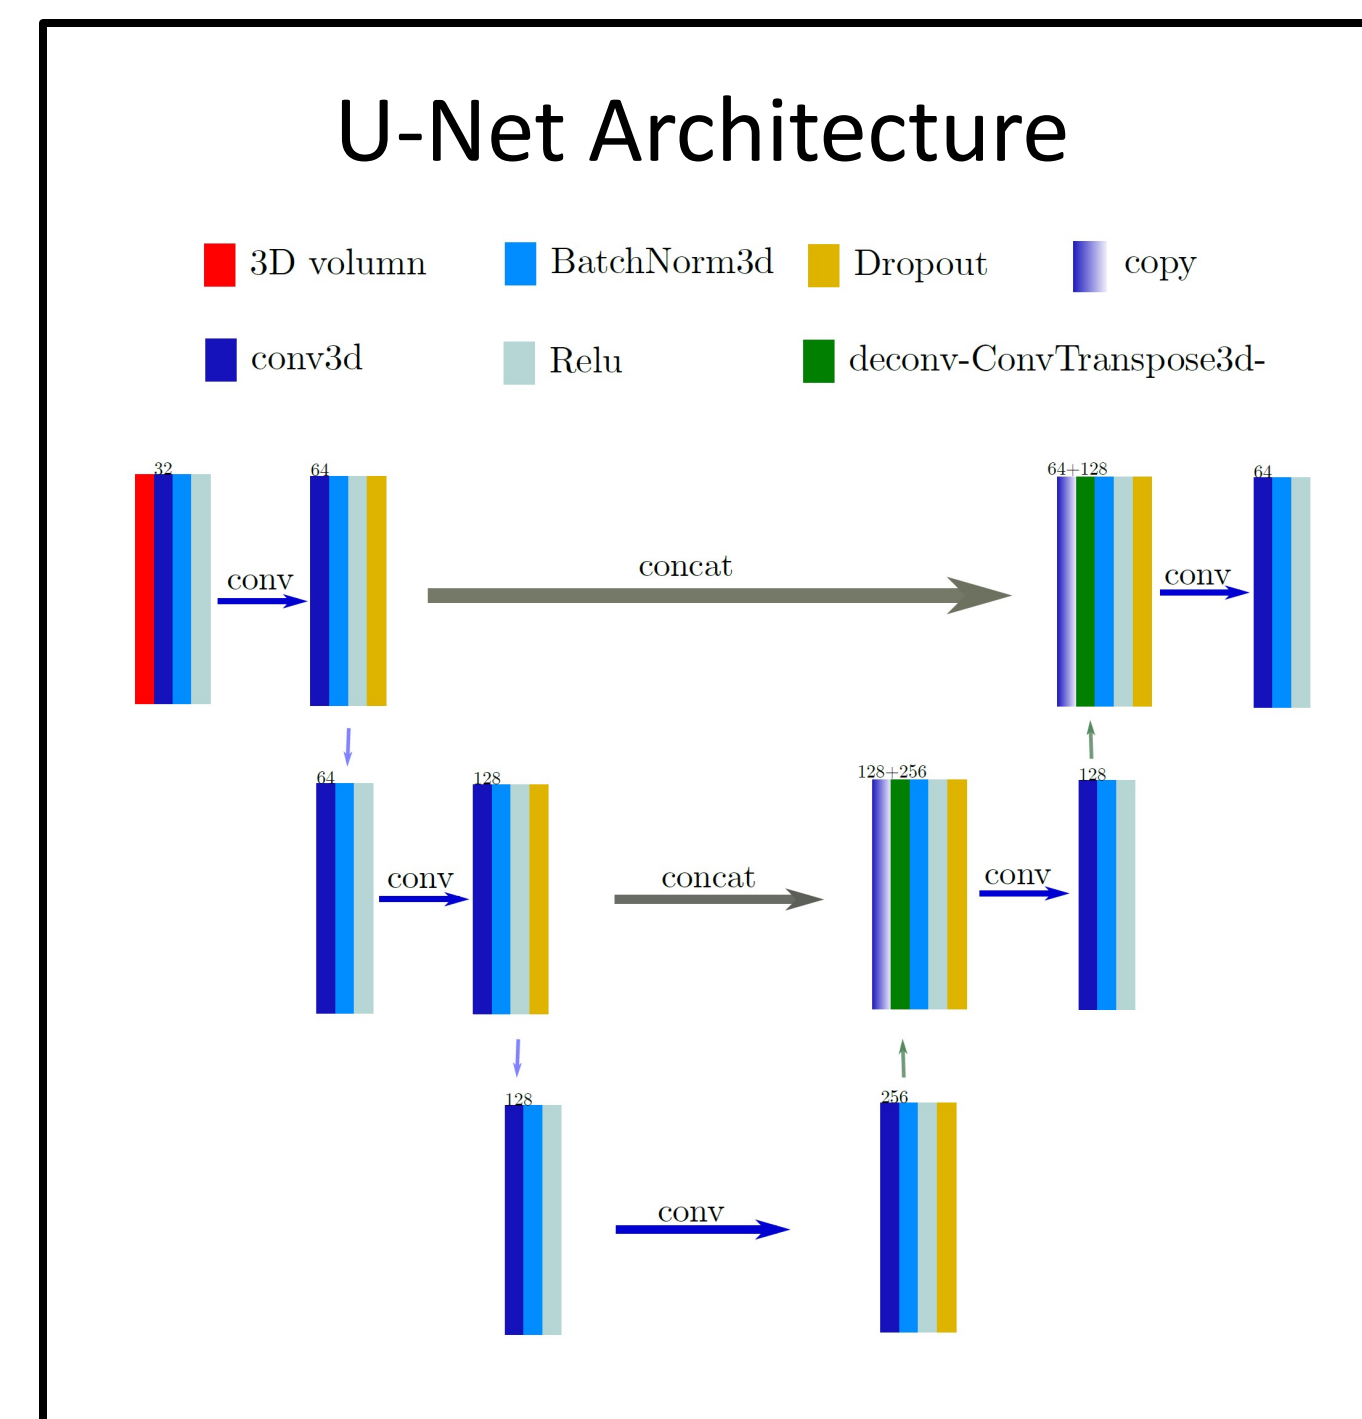 U-Net Architecture
3D volumn
BatchNorm3d
Dropout
copy
conv3d
Relu
deconv-ConvTranspose3d-
32
64
64+128
64
conv
concat
conv
64
128
128+256
128
conv
concat
conv
128
256
conv